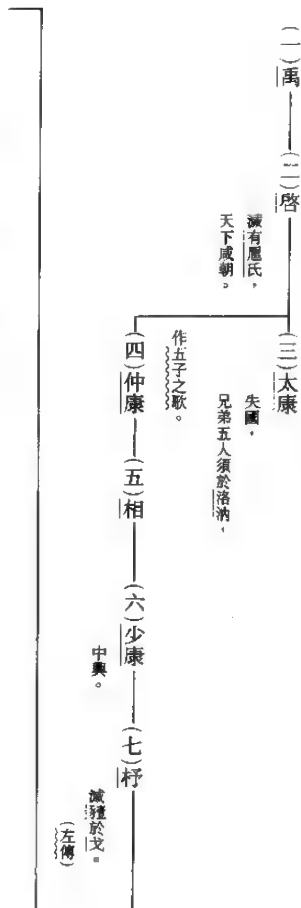 (一)禹
(二)啓
滅有扈氏，
天下咸朝。
(三)太康
失國，
兄弟五人須於洛汭，
作五子之歌。
(四)仲康
(五)相
(六)少康
中興。
(七)杼
滅豷於戈。
(左傳)